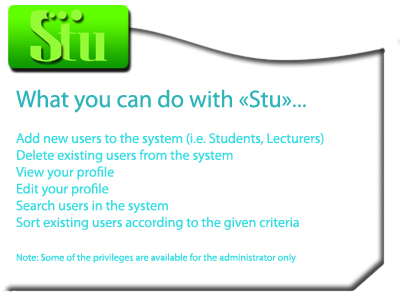 Stu
What you can do with «Stu»...
Add new users to the system (i.e. Students, Lecturers)
Delete existing users from the system
View your profile
Edit your profile
Search users in the system
Sort existing users according to the given criteria
Note: Some of the privileges are available for the administrator only